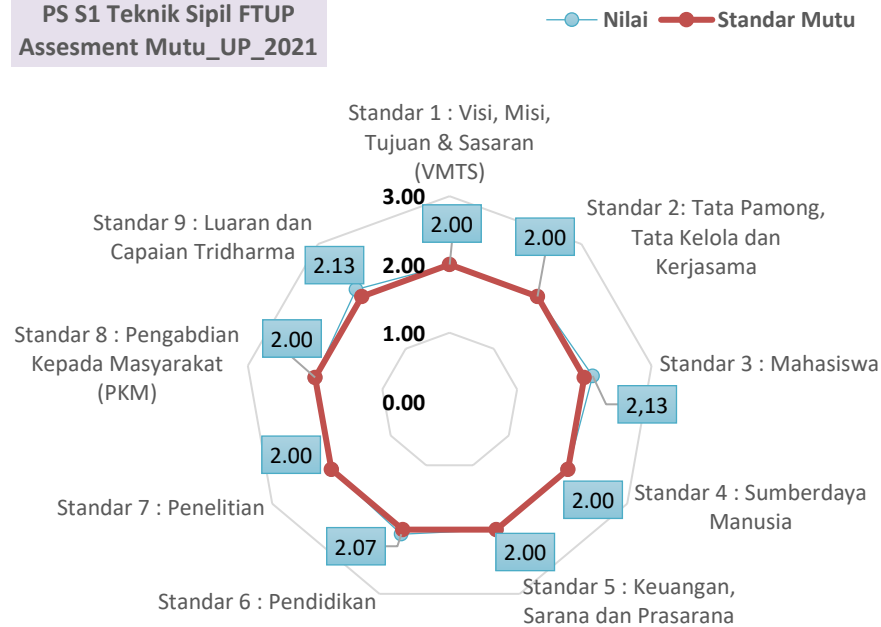 PS S1 Teknik Sipil FTUP
Assesment Mutu_UP_2021
Nilai
Standar Mutu
Standar 1 : Visi, Misi,
Tujuan & Sasaran
(VMTS)
3.00
2.00
1.00
0.00
2.00
Standar 2: Tata Pamong,
Tata Kelola dan
Kerjasama
2.00
Standar 3 : Mahasiswa
2,13
Standar 4 : Sumberdaya
Manusia
2.00
Standar 5 : Keuangan,
Sarana dan Prasarana
2.00
Standar 6 : Pendidikan
2.07
Standar 7 : Penelitian
2.00
Standar 8 : Pengabdian
Kepada Masyarakat
(PKM)
2.00
Standar 9 : Luaran dan
Capaian Tridharma
2.13